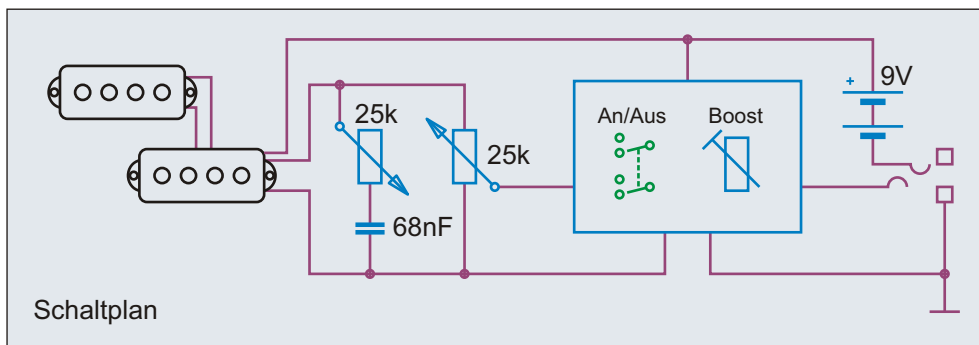 + 9V
25k
An/Aus Boost
25k
68nF
Schaltplan